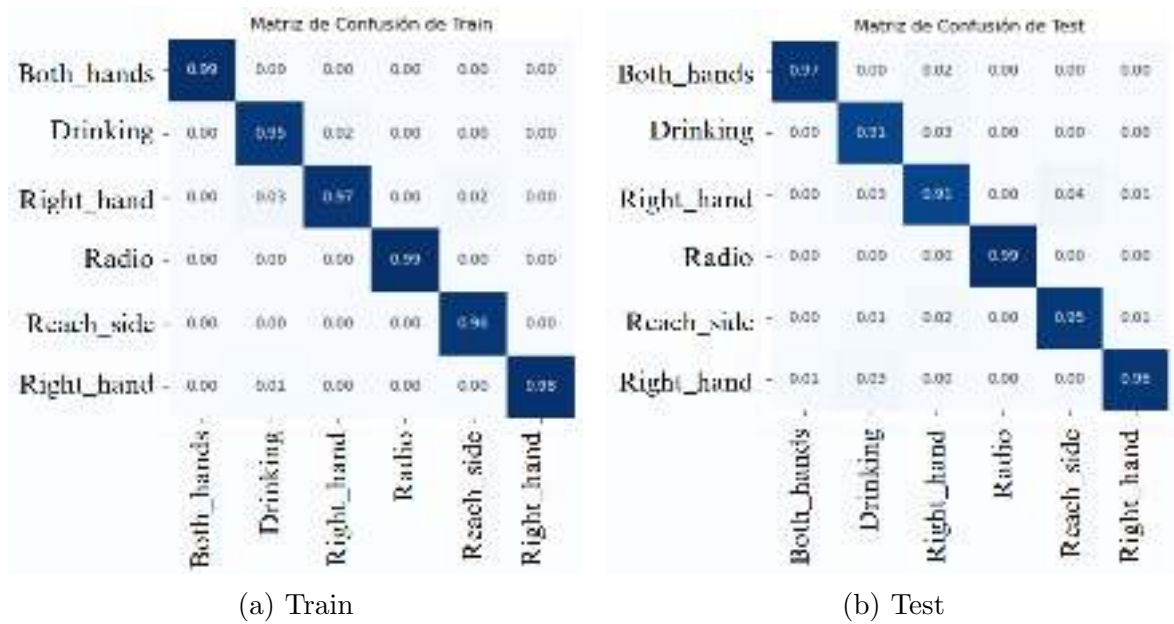 Matriz de Confusión de Train
Both_hands 0.99 0.00 0.00 0.00 0.00 0.00
Drinking 0.00 0.95 0.02 0.00 0.00 0.00
Right_hand 0.00 0.03 0.97 0.00 0.02 0.00
Radio 0.00 0.00 0.00 0.99 0.00 0.00
Reach_side 0.00 0.00 0.00 0.00 0.00
Right_hand 0.00 0.01 0.00 0.00 0.00 0.98
Both_hands
Drinking
Right_hand
Radio
Reach_side
Right_hand
(a) Train
Matriz de Confusión de Test
Both_hands 0.97 0.00 0.02 0.00 0.00 0.00
Drinking 0.00 0.91 0.03 0.00 0.00 0.00
Right_hand 0.00 0.03 0.91 0.00 0.04 0.01
Radio 0.00 0.00 0.00 0.99 0.00 0.00
Reach_side 0.00 0.01 0.02 0.00 0.95 0.01
Right_hand 0.01 0.00 0.00 0.00
Both_hands
Drinking
Right_hand
Radio
Reach_side
Right_hand
(b) Test